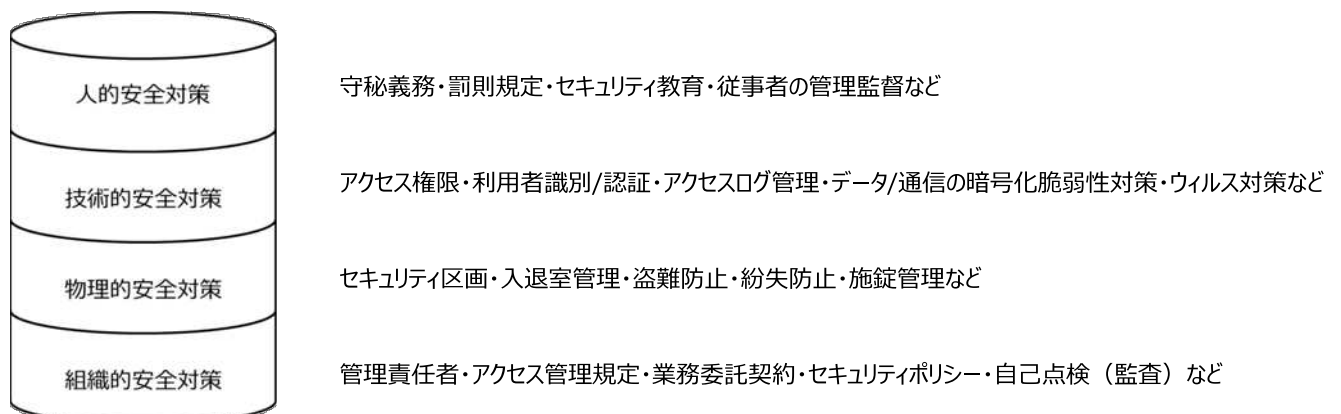 人的安全対策
守秘義務・罰則規定・セキュリティ教育・従事者の管理監督など
技術的安全対策
アクセス権限・利用者識別/認証・アクセスログ管理・データ/通信の暗号化脆弱性対策・ウィルス対策など
物理的安全対策
セキュリティ区画・入退室管理・盗難防止・紛失防止・施錠管理など
組織的安全対策
管理責任者・アクセス管理規定・業務委託契約・セキュリティポリシー・自己点検（監査）など